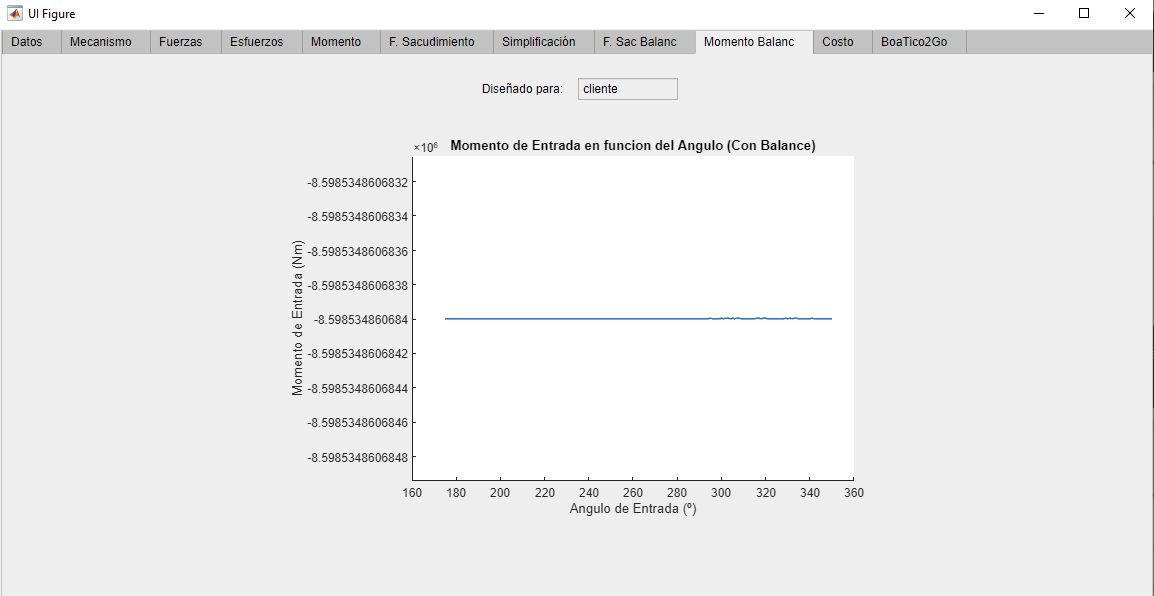 UI Figure
Datos Mecanismo Fuerzas Esfuerzos Momento F. Sacudimiento Simplificación F. Sac Balanc Momento Balanc Costo BoaTico2Go
Diseñado para: cliente
×10⁶ Momento de Entrada en funcion del Angulo (Con Balance)
Momento de Entrada (Nm)
-8.5985348606832
-8.5985348606834
-8.5985348606836
-8.5985348606838
-8.598534860684
-8.5985348606842
-8.5985348606844
-8.5985348606846
-8.5985348606848
160 180 200 220 240 260 280 300 320 340 360
Angulo de Entrada (º)